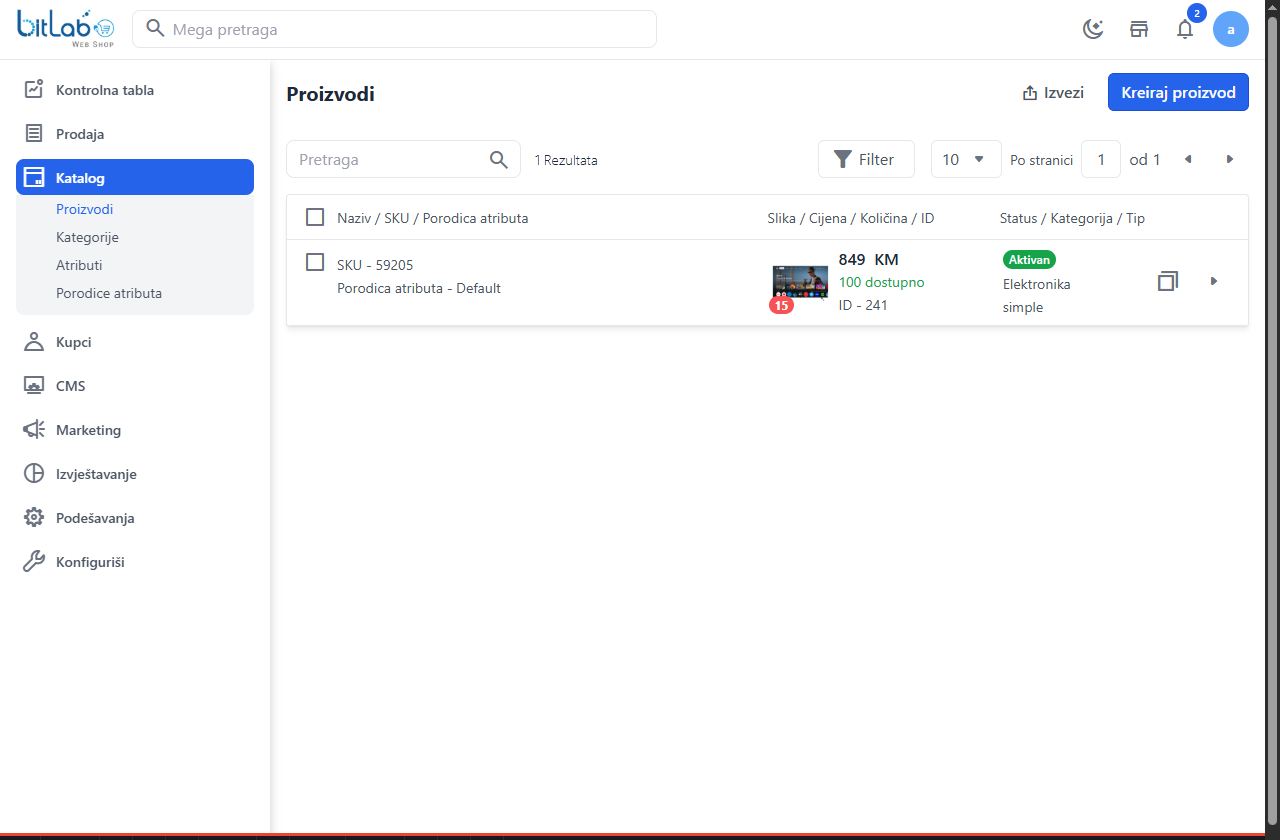 bitLab
WEB SHOP
Mega pretraga
2
a
Kontrolna tabla
Prodaja
Katalog
Proizvodi
Kategorije
Atributi
Porodice atributa
Kupci
CMS
Marketing
Izvještavanje
Podešavanja
Konfiguriši
Proizvodi
Izvezi
Kreiraj proizvod
Pretraga
1 Rezultata
Filter
10
Po stranici
1
od 1
Naziv / SKU / Porodica atributa
Slika / Cijena / Količina / ID
Status / Kategorija / Tip
SKU - 59205
Porodica atributa - Default
15
849 KM
100 dostupno
ID - 241
Aktivan
Elektronika
simple